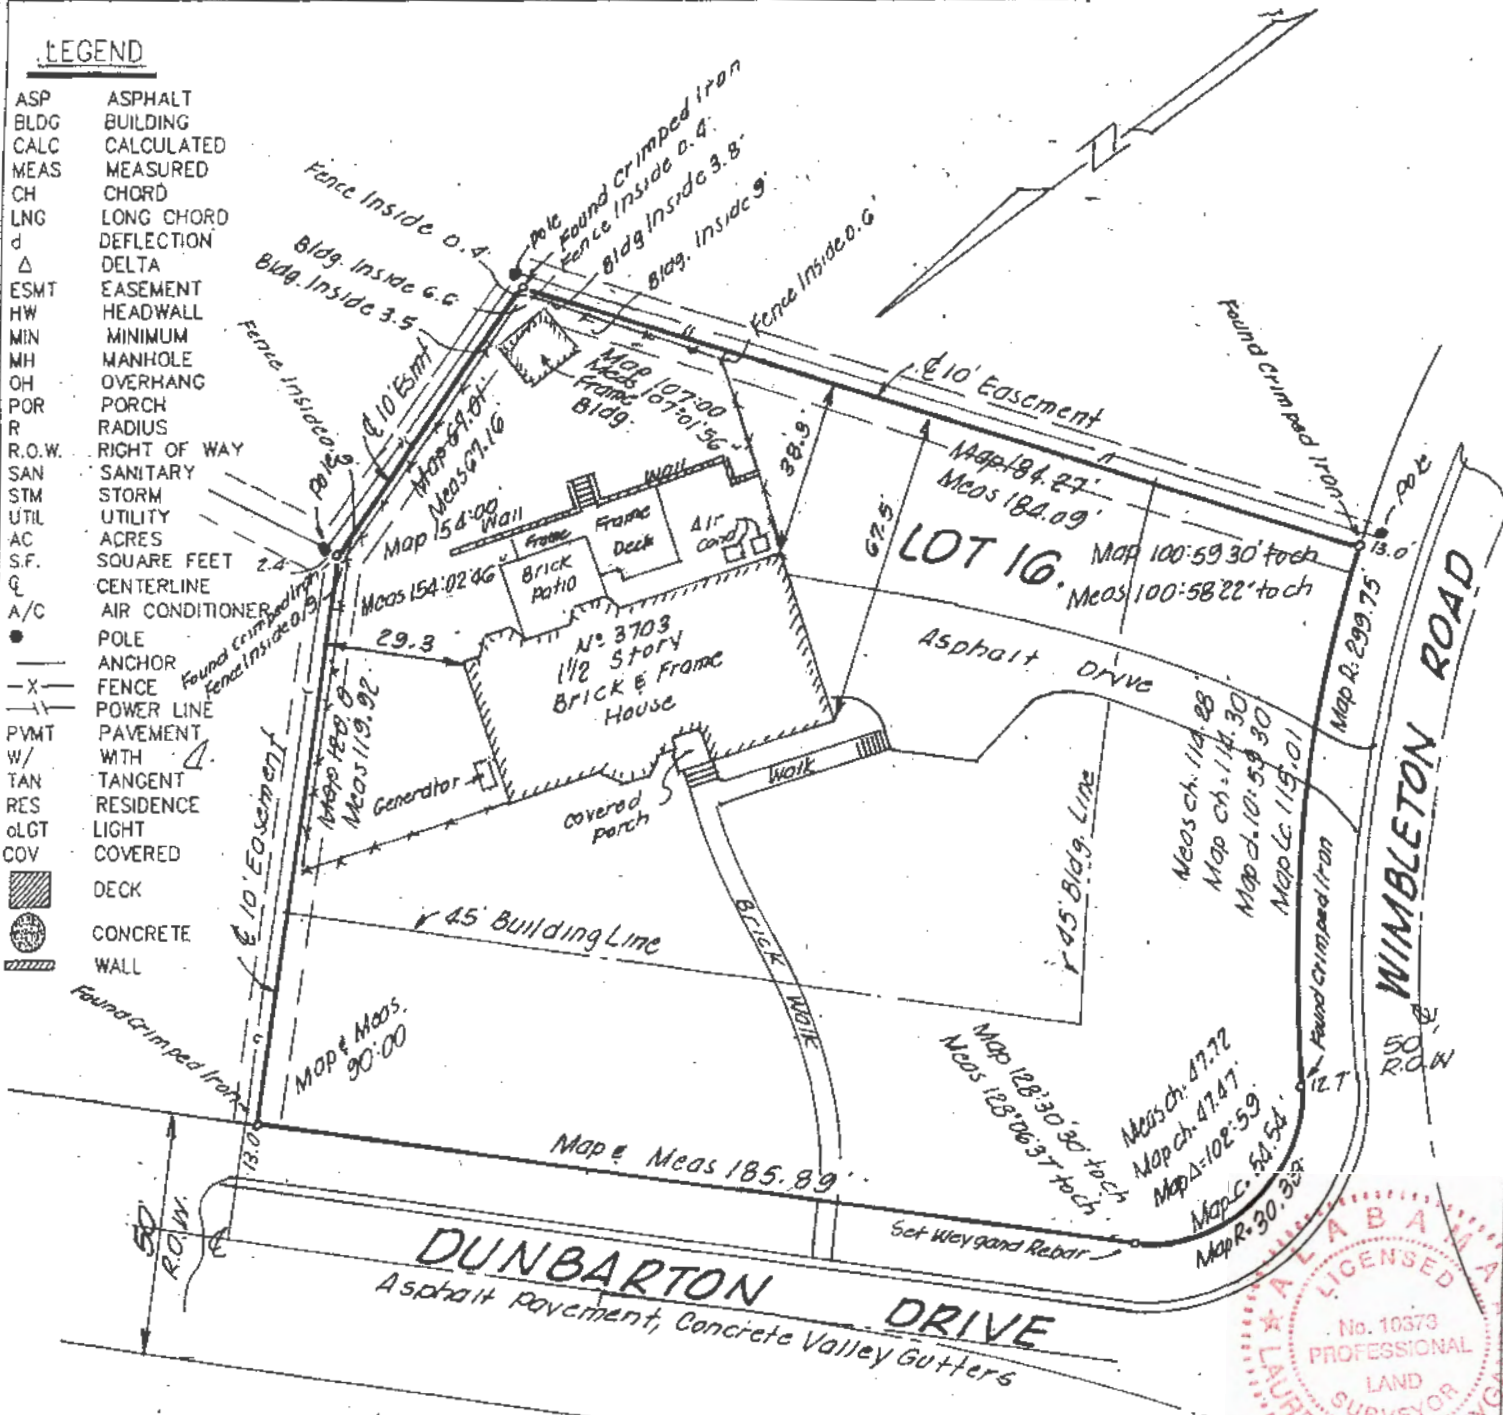 LEGEND
ASP ASPHALT
BLDG BUILDING
CALC CALCULATED
MEAS MEASURED
CH CHORD
LNG LONG CHORD
d DEFLECTION
Δ DELTA
ESMT EASEMENT
HW HEADWALL
MIN MINIMUM
MH MANHOLE
OH OVERHANG
POR PORCH
R RADIUS
R.O.W. RIGHT OF WAY
SAN SANITARY
STM STORM
UTIL UTILITY
AC ACRES
S.F. SQUARE FEET
℄ CENTERLINE
A/C AIR CONDITIONER
POLE
ANCHOR
-X- FENCE
POWER LINE
PVMT PAVEMENT
W/ WITH
TAN TANGENT
RES RESIDENCE
oLGT LIGHT
COV COVERED
DECK
CONCRETE
WALL
Fence Inside 0.4'
Bldg. Inside 6.6
Bldg. Inside 3.5
Pole
Found Crimped Iron
Fence Inside 0.4'
Bldg Inside 3.8'
Bldg. Inside 9'
Fence Inside 0.6'
Fence Inside
Pole
℄ 10' Esmt
Map 67.01'
Meas 67.16
Map 107:00
Meas 107:01'56"
Frame
Bldg.
℄ 10' Easement
Found Crimped Iron
Pole
13.0'
Map 184.27'
Meas 184.09'
38.9'
67.5'
LOT 16.
Map 100:59'30" to ch
Meas 100:58'22" to ch
Map 154:00'
Meas 154:02'46"
2.4'
Found Crimped Iron
Fence Inside 0.9'
29.3
Wall
Wall
Frame
Frame
Deck
Brick
Patio
Air
Cond
Nº 3703
1 1/2 Story
Brick & Frame
House
Generator
Covered
Porch
Walk
Asphalt Drive
Map 120.0
Meas 119.92
℄ 10' Easement
45' Building Line
45' Bldg. Line
Brick Walk
Meas ch. 114.88'
Map ch. 114.30'
Map d. 10:59'30"
Map Lc. 115.01
Map R. 299.75'
Found Crimped Iron
WIMBLETON ROAD
50'
R.O.W
12.7'
Found Crimped Iron
Map & Meas.
90:00
13.0'
Map & Meas 185.89'
Map 128:30'30" to ch
Meas 128:06'37" to ch
Meas ch. 47.72
Map ch. 47.47'
Map Δ=102:59'
Map C. 54.54'
Map R. 30.33'
Set Weygand Rebar
50'
R.O.W.
℄
DUNBARTON DRIVE
Asphalt Pavement, Concrete Valley Gutters
ALABAMA
LICENSED
No. 10373
PROFESSIONAL
LAND
SURVEYOR